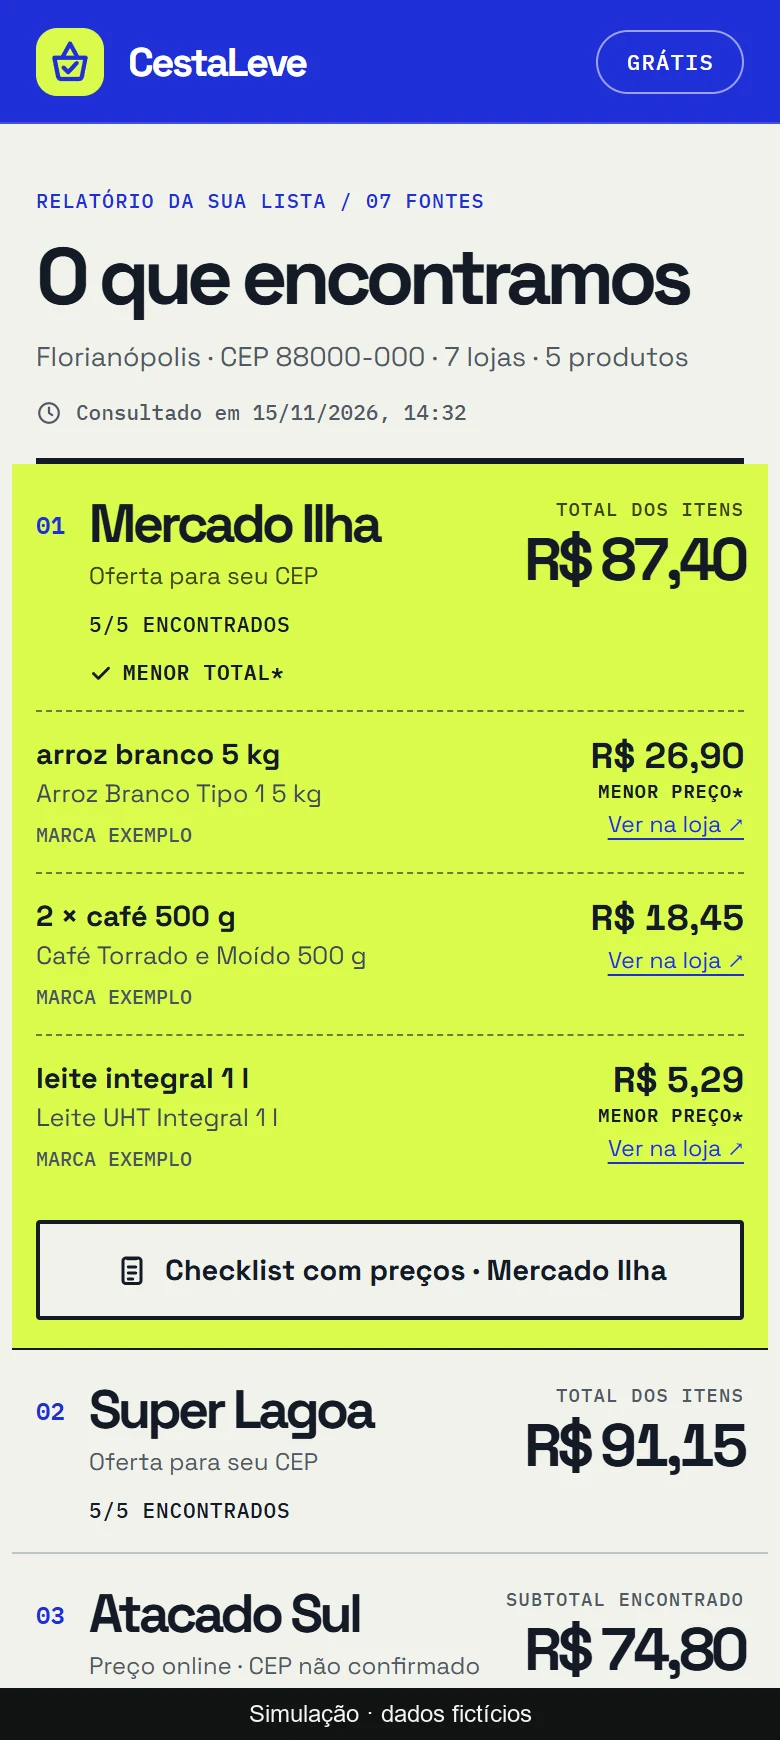 CestaLeve
GRÁTIS
RELATÓRIO DA SUA LISTA / 07 FONTES
O que encontramos
Florianópolis · CEP 88000-000 · 7 lojas · 5 produtos
Consultado em 15/11/2026, 14:32
01 Mercado Ilha
TOTAL DOS ITENS
R$ 87,40
Oferta para seu CEP
5/5 ENCONTRADOS
✓ MENOR TOTAL*
arroz branco 5 kg
R$ 26,90
Arroz Branco Tipo 1 5 kg
MENOR PREÇO*
MARCA EXEMPLO
Ver na loja ↗
2 × café 500 g
R$ 18,45
Café Torrado e Moído 500 g
Ver na loja ↗
MARCA EXEMPLO
leite integral 1 l
R$ 5,29
Leite UHT Integral 1 l
MENOR PREÇO*
MARCA EXEMPLO
Ver na loja ↗
Checklist com preços · Mercado Ilha
02 Super Lagoa
TOTAL DOS ITENS
R$ 91,15
Oferta para seu CEP
5/5 ENCONTRADOS
03 Atacado Sul
SUBTOTAL ENCONTRADO
R$ 74,80
Preço online · CEP não confirmado
Simulação · dados fictícios